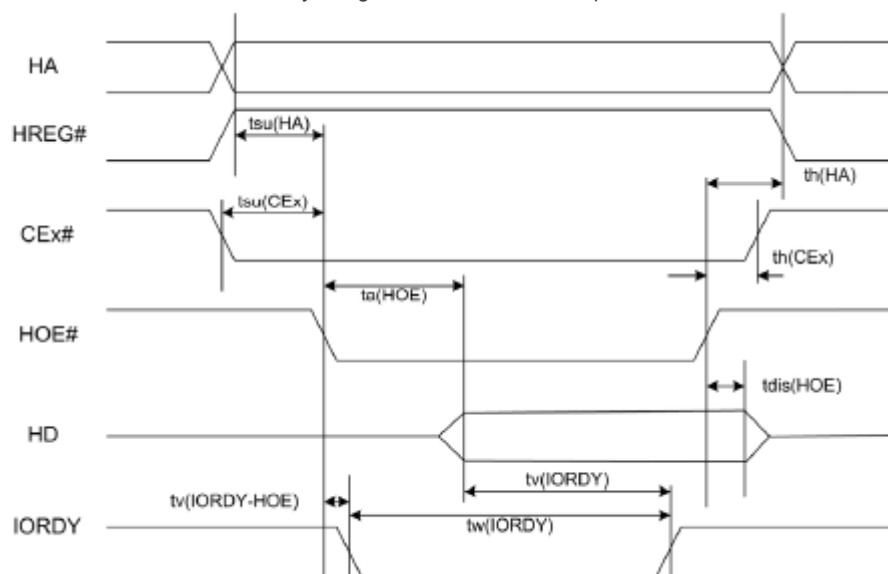 HA
HREG#
tsu(HA)
th(HA)
tsu(CEx)
CEx#
th(CEx)
ta(HOE)
HOE#
tdis(HOE)
HD
tv(IORDY)
tv(IORDY-HOE)
tw(IORDY)
IORDY